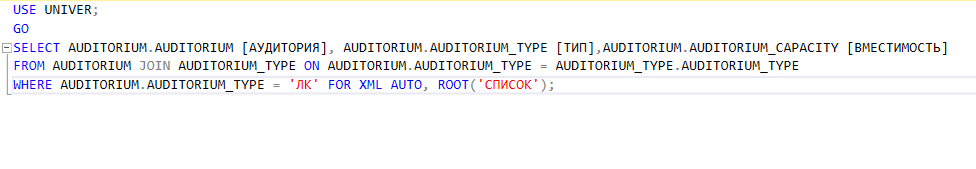 USE UNIVER;
GO
SELECT AUDITORIUM.AUDITORIUM [АУДИТОРИЯ], AUDITORIUM.AUDITORIUM_TYPE [ТИП],AUDITORIUM.AUDITORIUM_CAPACITY [ВМЕСТИМОСТЬ]
FROM AUDITORIUM JOIN AUDITORIUM_TYPE ON AUDITORIUM.AUDITORIUM_TYPE = AUDITORIUM_TYPE.AUDITORIUM_TYPE
WHERE AUDITORIUM.AUDITORIUM_TYPE = 'ЛК' FOR XML AUTO, ROOT('СПИСОК');